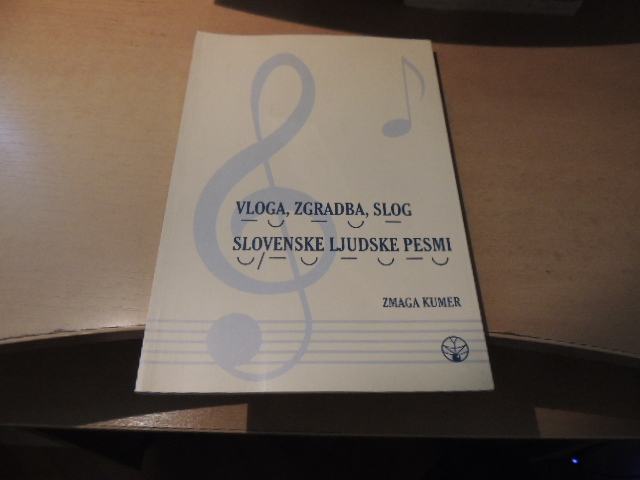 VLOGA, ZGRADBA, SLOG
SLOVENSKE LJUDSKE PESMI
ZMAGA KUMER